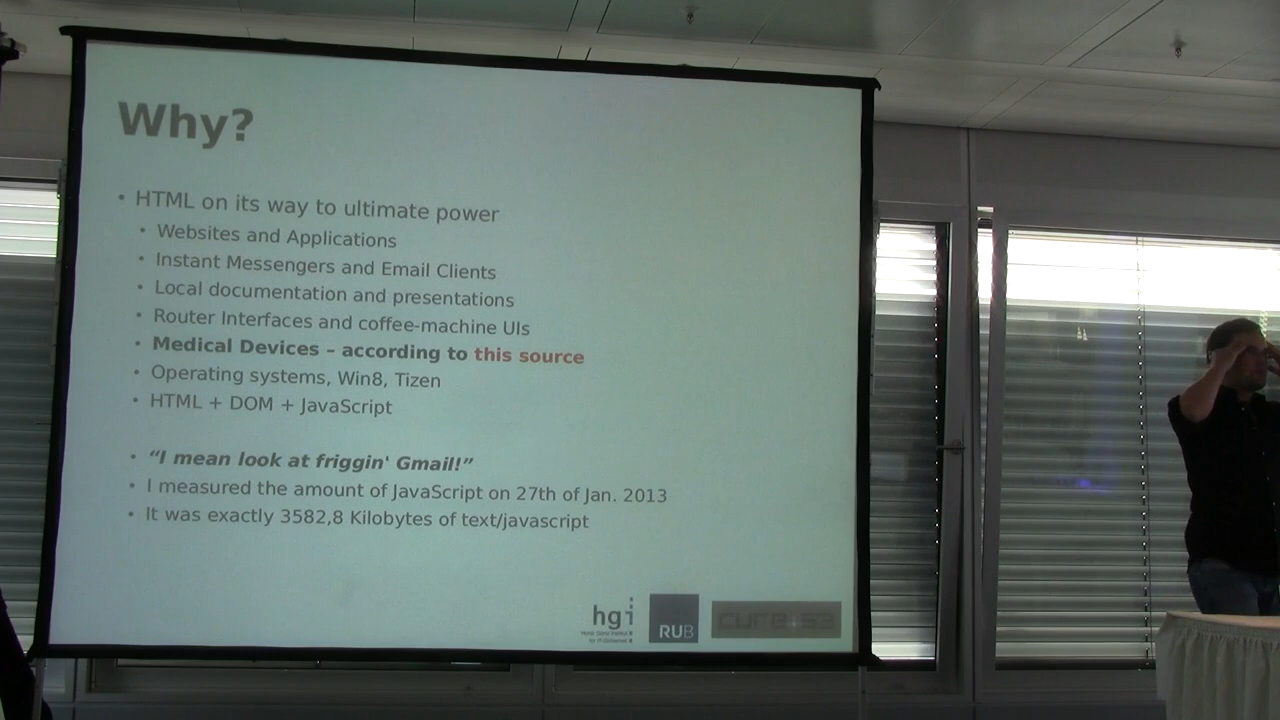 Why?
• HTML on its way to ultimate power
• Websites and Applications
• Instant Messengers and Email Clients
• Local documentation and presentations
• Router Interfaces and coffee-machine UIs
• Medical Devices – according to this source
• Operating systems, Win8, Tizen
• HTML + DOM + JavaScript
• “I mean look at friggin' Gmail!”
• I measured the amount of JavaScript on 27th of Jan. 2013
• It was exactly 3582,8 Kilobytes of text/javascript
hgi
RUB